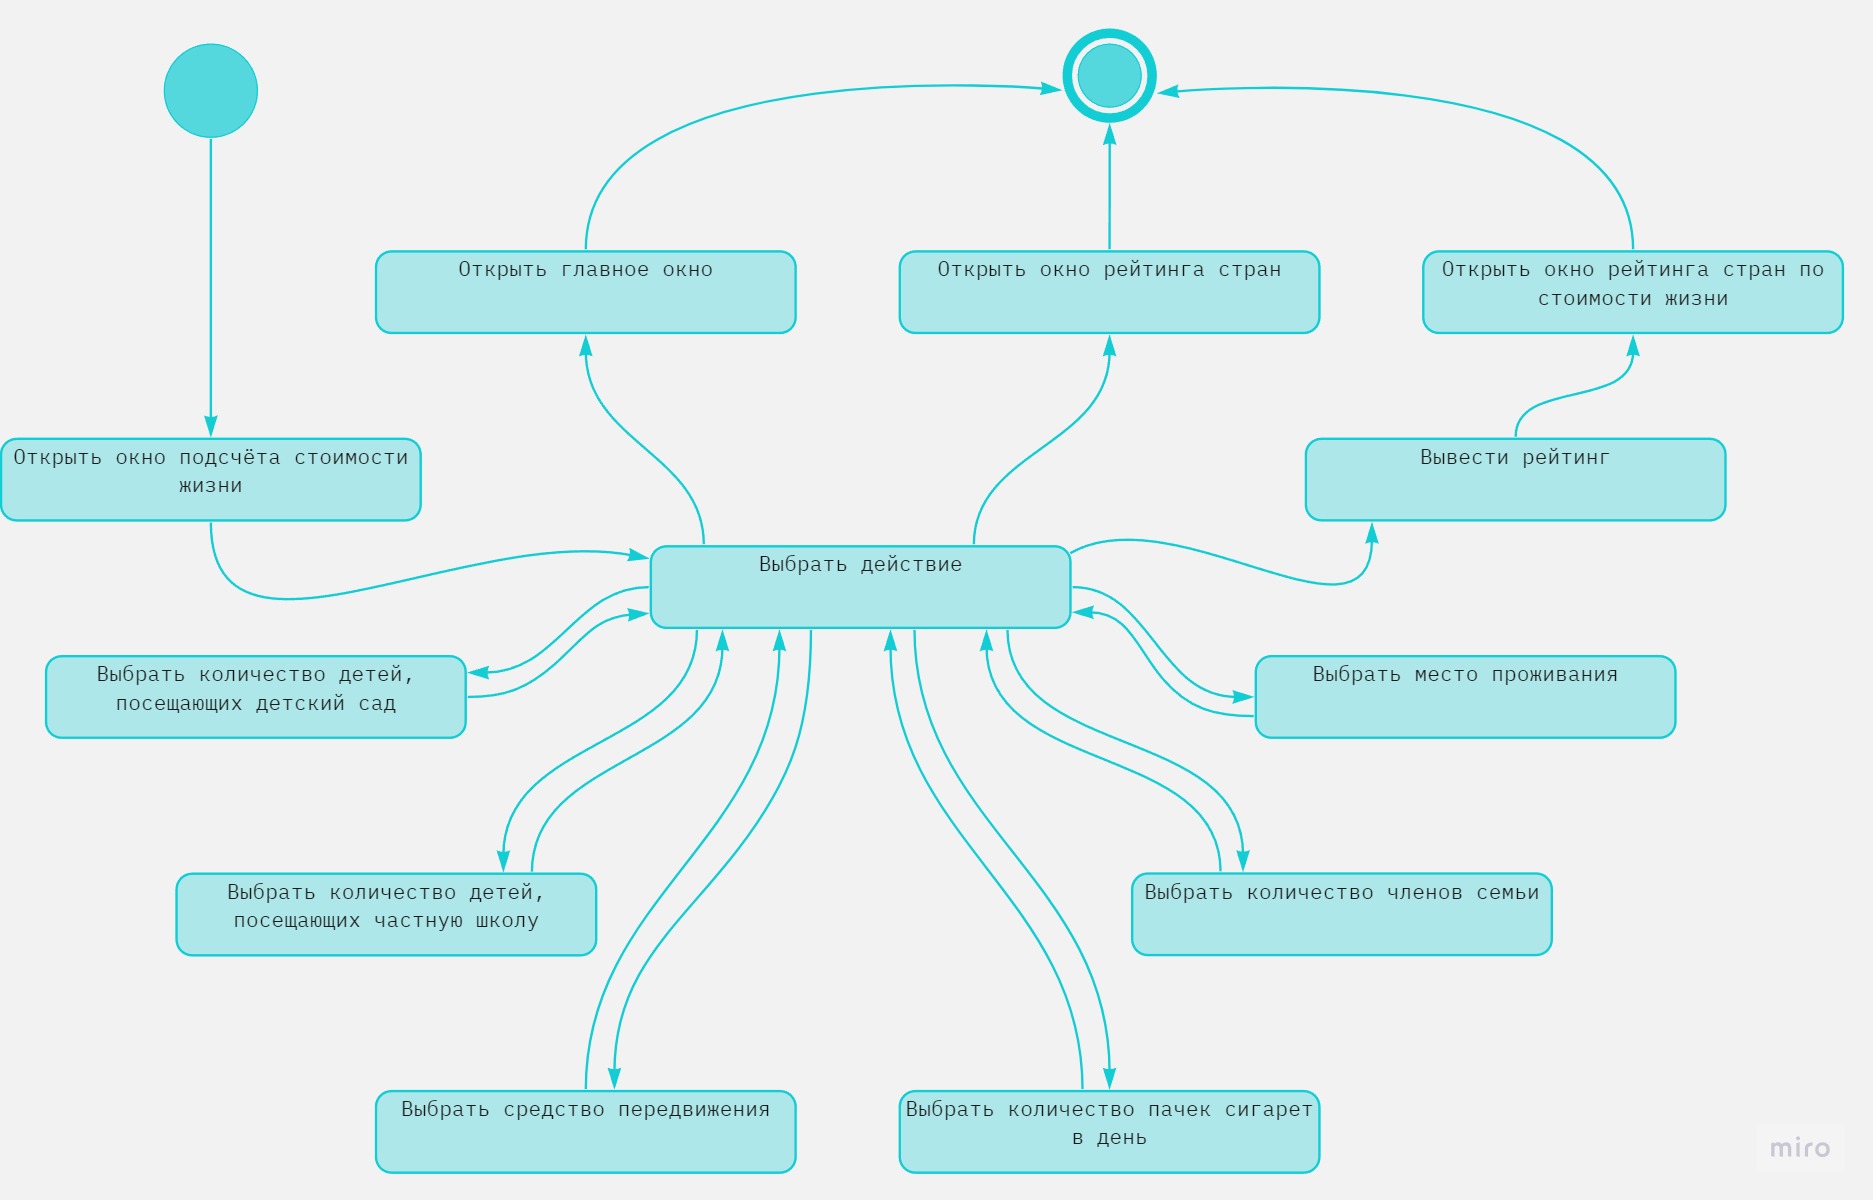 Открыть главное окно
Открыть окно рейтинга стран
Открыть окно рейтинга стран по
стоимости жизни
Открыть окно подсчёта стоимости
жизни
Вывести рейтинг
Выбрать действие
Выбрать количество детей,
посещающих детский сад
Выбрать место проживания
Выбрать количество детей,
посещающих частную школу
Выбрать количество членов семьи
Выбрать средство передвижения
Выбрать количество пачек сигарет
в день
miro